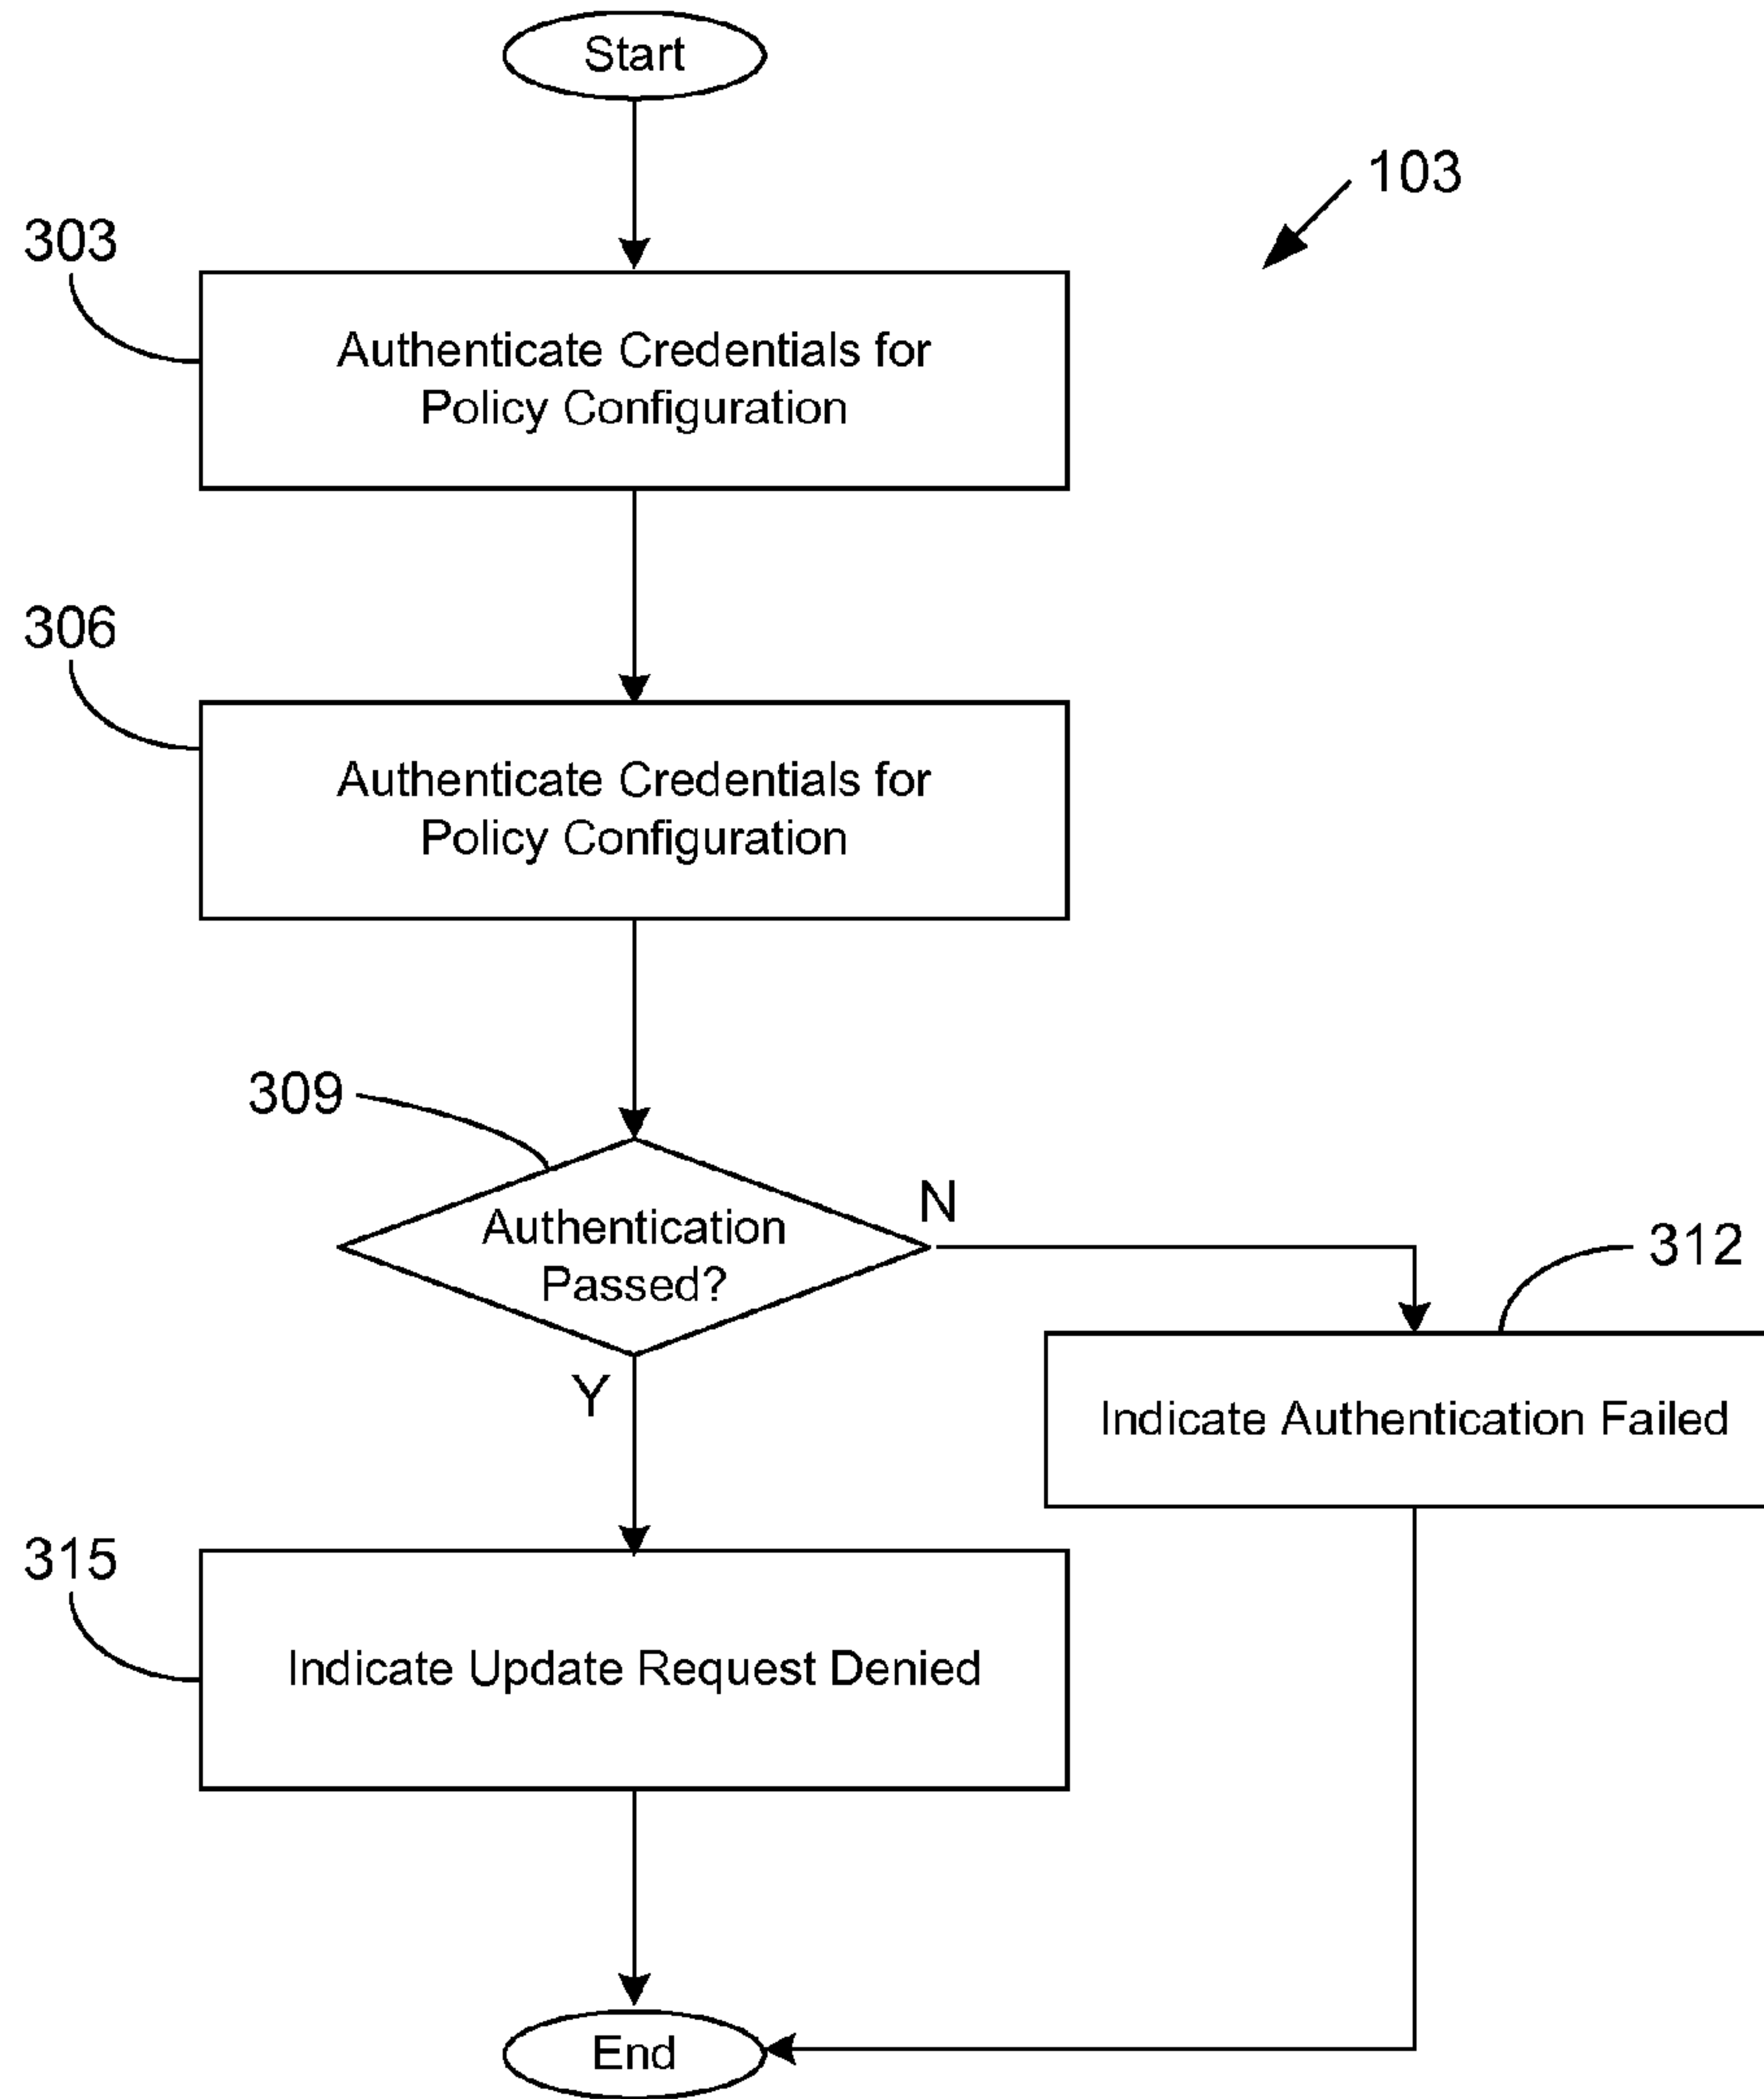 Start
103
303
Authenticate Credentials for
Policy Configuration
306
Authenticate Credentials for
Policy Configuration
309
Authentication
Passed?
N
312
Y
Indicate Authentication Failed
315
Indicate Update Request Denied
End